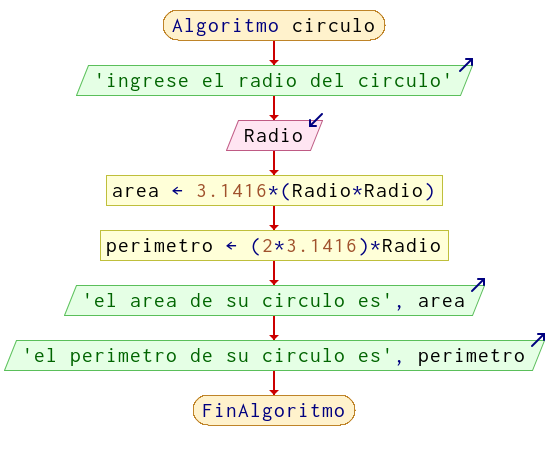 Algoritmo circulo
'ingrese el radio del circulo'
Radio
area ← 3.1416*(Radio*Radio)
perimetro ← (2*3.1416)*Radio
'el area de su circulo es', area
'el perimetro de su circulo es', perimetro
FinAlgoritmo